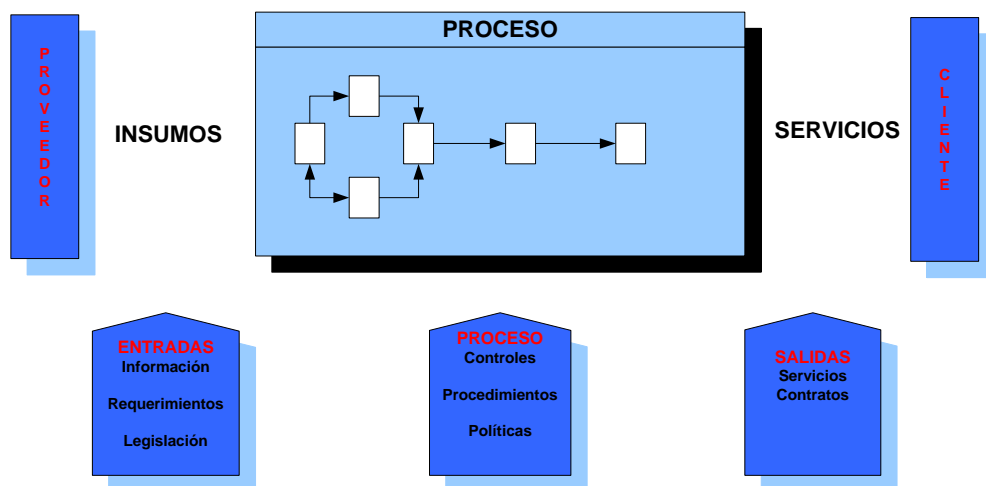 PROVEEDOR
INSUMOS
PROCESO
SERVICIOS
CLIENTE
ENTRADAS
Información
Requerimientos
Legislación
PROCESO
Controles
Procedimientos
Políticas
SALIDAS
Servicios
Contratos